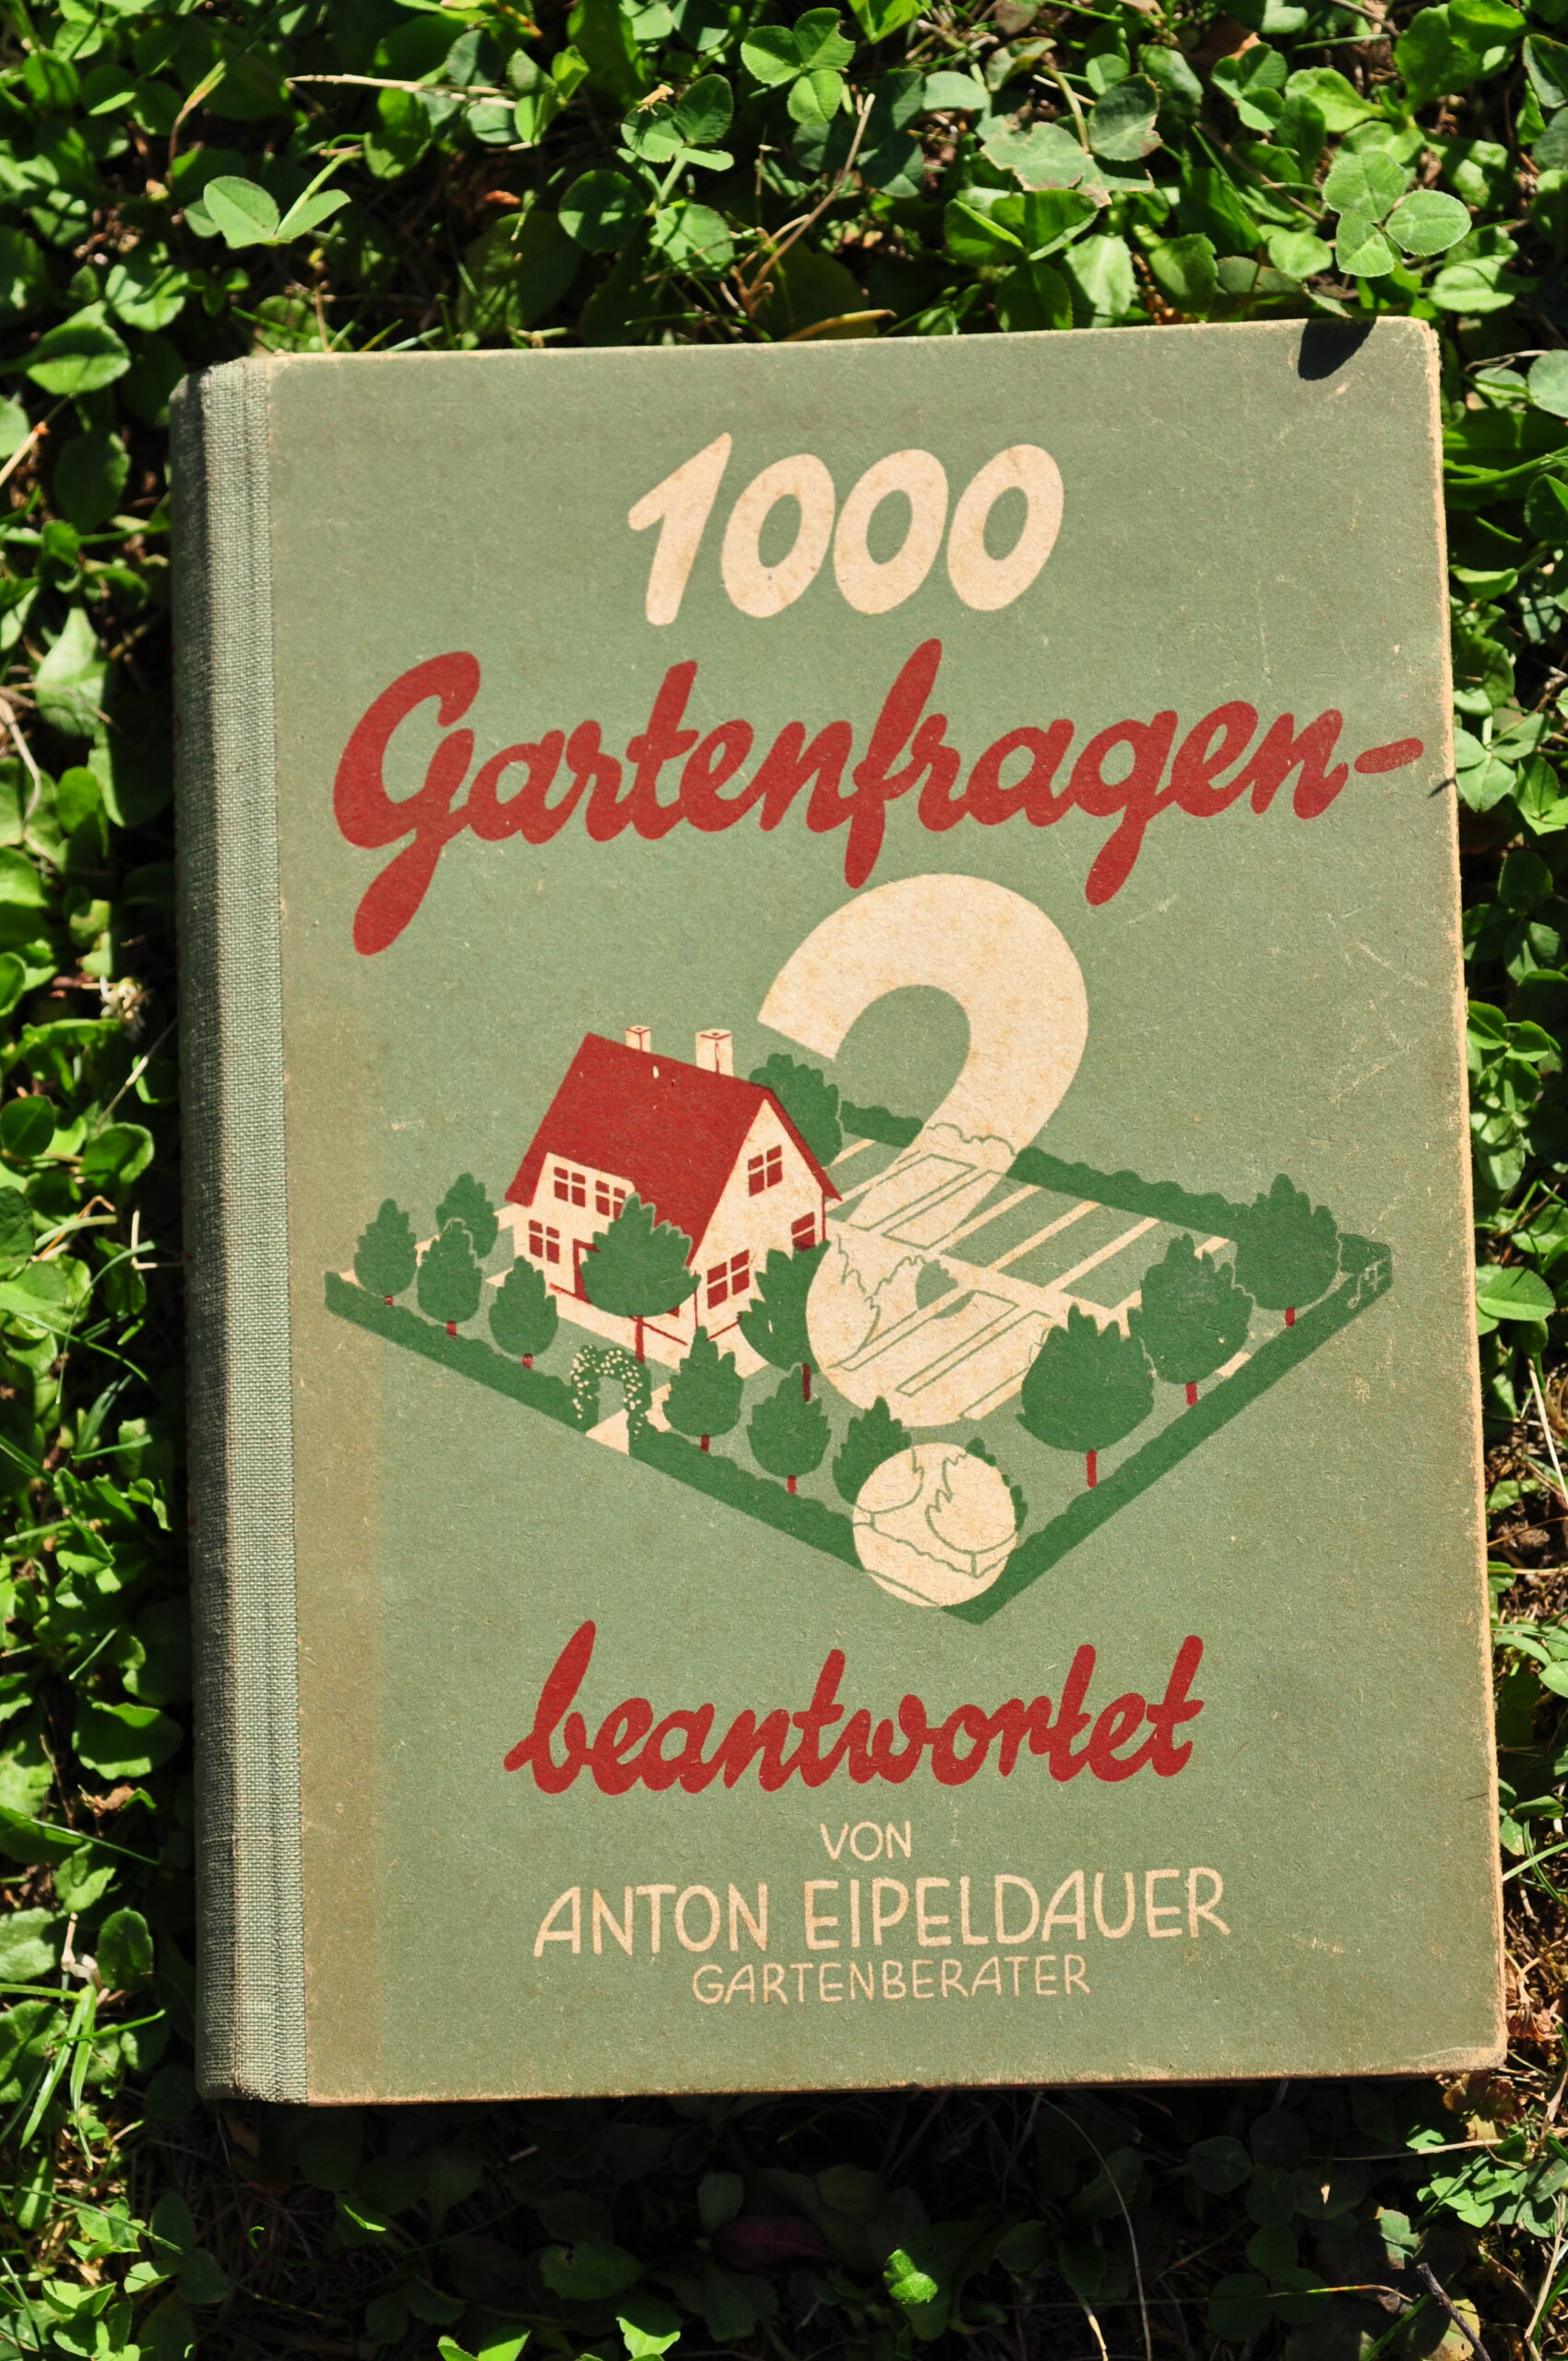 1000
Gartenfragen-
?
beantwortet
VON
ANTON EIPELDAUER
GARTENBERATER